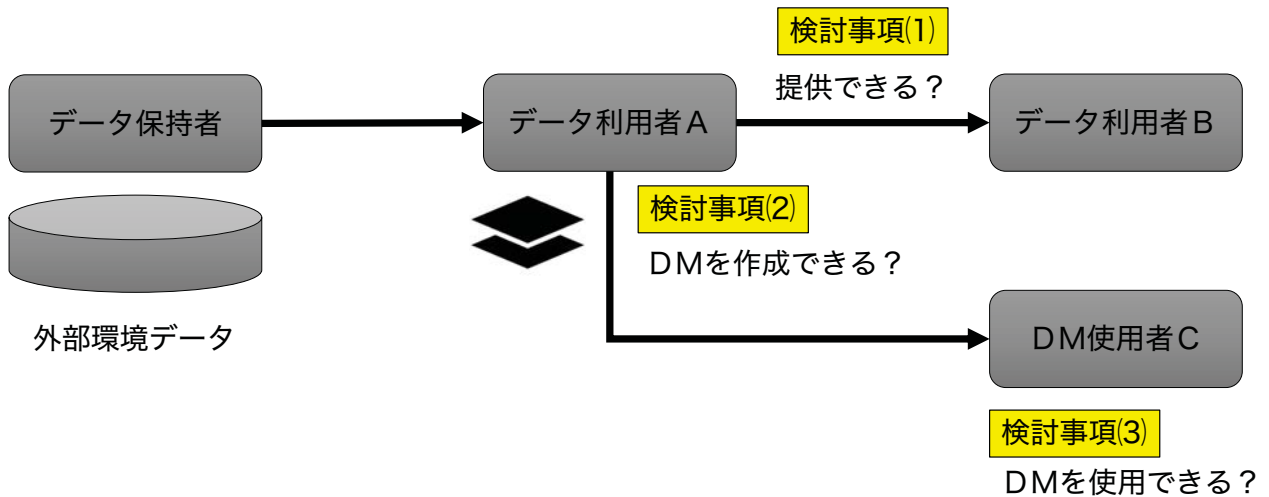 検討事項⑴
提供できる？
データ保持者
データ利用者Ａ
データ利用者Ｂ
検討事項⑵
ＤＭを作成できる？
外部環境データ
ＤＭ使用者Ｃ
検討事項⑶
ＤＭを使用できる？